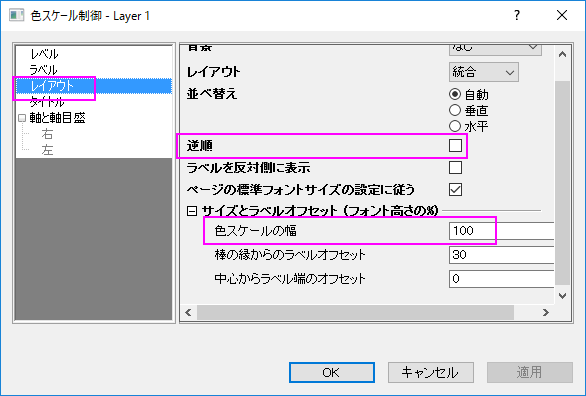 色スケール制御 - Layer 1
レベル
ラベル
レイアウト
タイトル
軸と軸目盛
右
左
背景 なし
レイアウト 統合
並べ替え 自動
垂直
水平
逆順
ラベルを反対側に表示
ページの標準フォントサイズの設定に従う
サイズとラベルオフセット (フォント高さの%)
色スケールの幅 100
棒の縁からのラベルオフセット 30
中心からラベル端のオフセット 0
OK キャンセル 適用